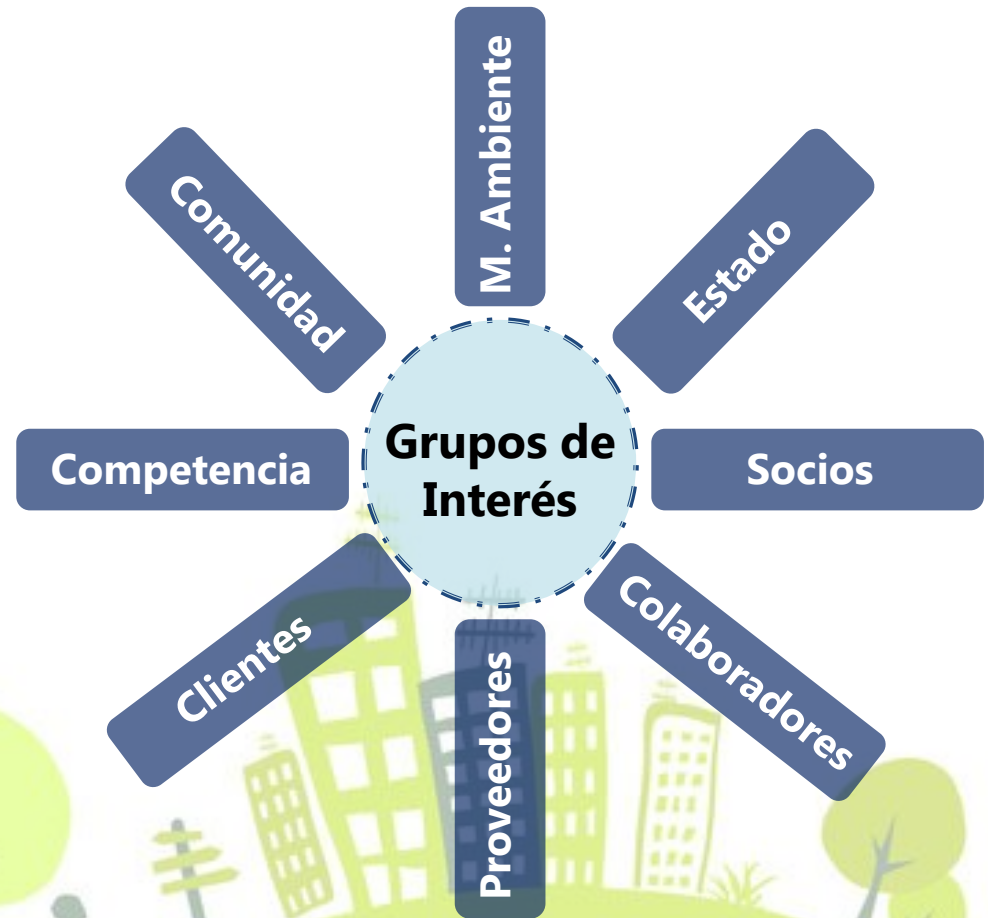 M. Ambiente
Comunidad
Estado
Grupos de
Interés
Competencia
Socios
Clientes
Colaboradores
Proveedores